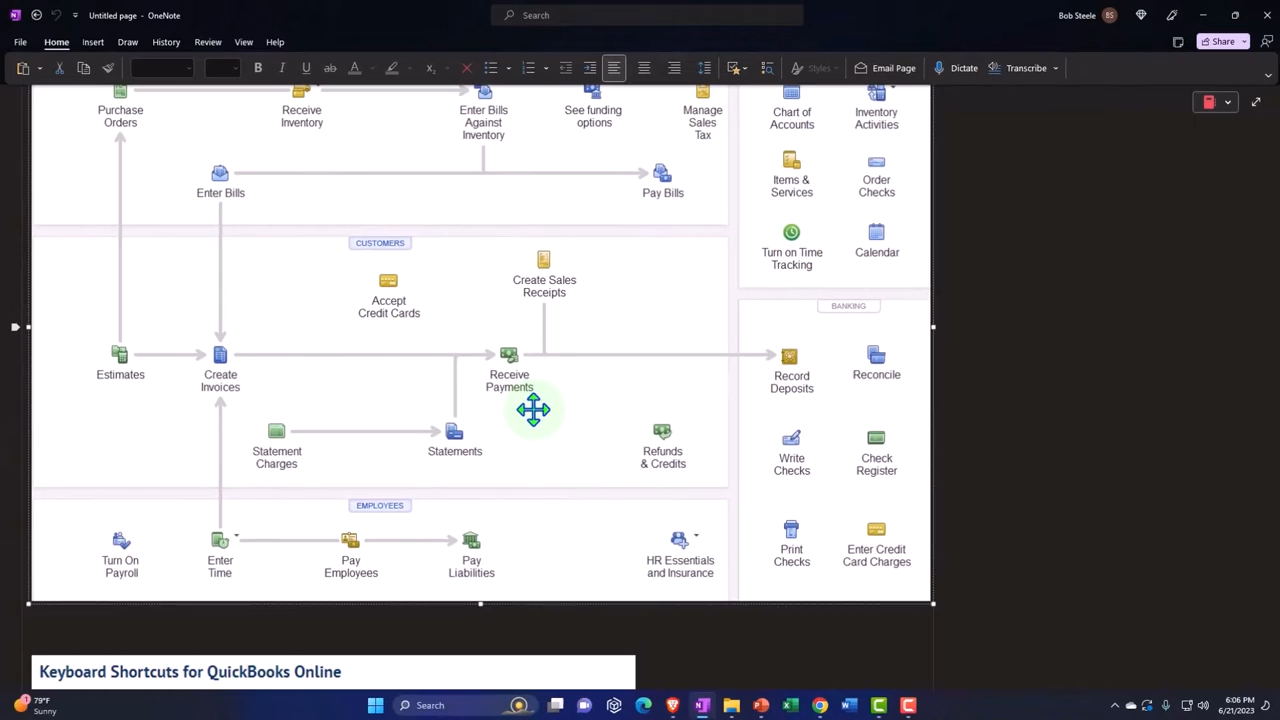 Untitled page - OneNote
Search
Bob Steele
BS
File
Home
Insert
Draw
History
Review
View
Help
Share
Styles
Email Page
Dictate
Transcribe
Purchase
Orders
Receive
Inventory
Enter Bills
Against
Inventory
See funding
options
Manage
Sales
Tax
Chart of
Accounts
Inventory
Activities
Enter Bills
Pay Bills
Items &
Services
Order
Checks
Turn on Time
Tracking
Calendar
CUSTOMERS
Accept
Credit Cards
Create Sales
Receipts
Estimates
Create
Invoices
Receive
Payments
Statement
Charges
Statements
Refunds
& Credits
BANKING
Record
Deposits
Reconcile
Write
Checks
Check
Register
Print
Checks
Enter Credit
Card Charges
EMPLOYEES
Turn On
Payroll
Enter
Time
Pay
Employees
Pay
Liabilities
HR Essentials
and Insurance
Keyboard Shortcuts for QuickBooks Online
79°F
Sunny
Search
6:06 PM
6/21/2023